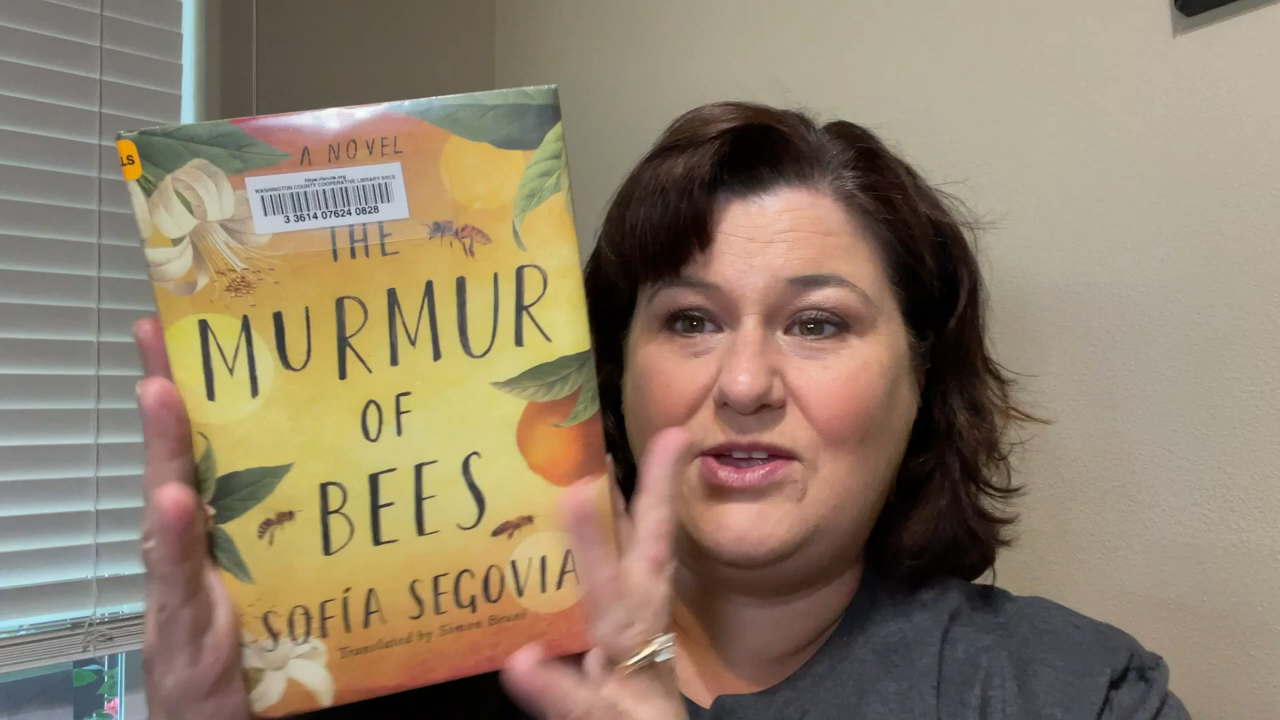 LS
A NOVEL
WASHINGTON COUNTY COOPERATIVE LIBRARY SVCS
3 3614 07624 0828
THE
MURMUR
OF
BEES
SOFÍA SEGOVIA
Translated by Simon Bruni